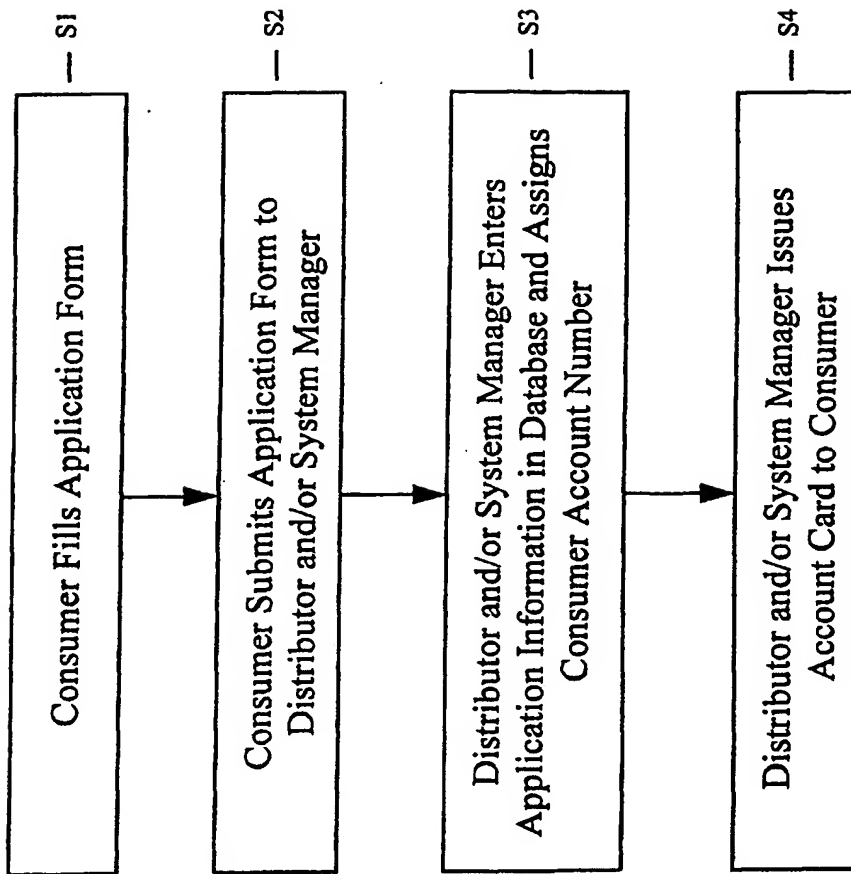 Consumer Fills Application Form
— S1
Consumer Submits Application Form to
Distributor and/or System Manager
— S2
Distributor and/or System Manager Enters
Application Information in Database and Assigns
Consumer Account Number
— S3
Distributor and/or System Manager Issues
Account Card to Consumer
— S4